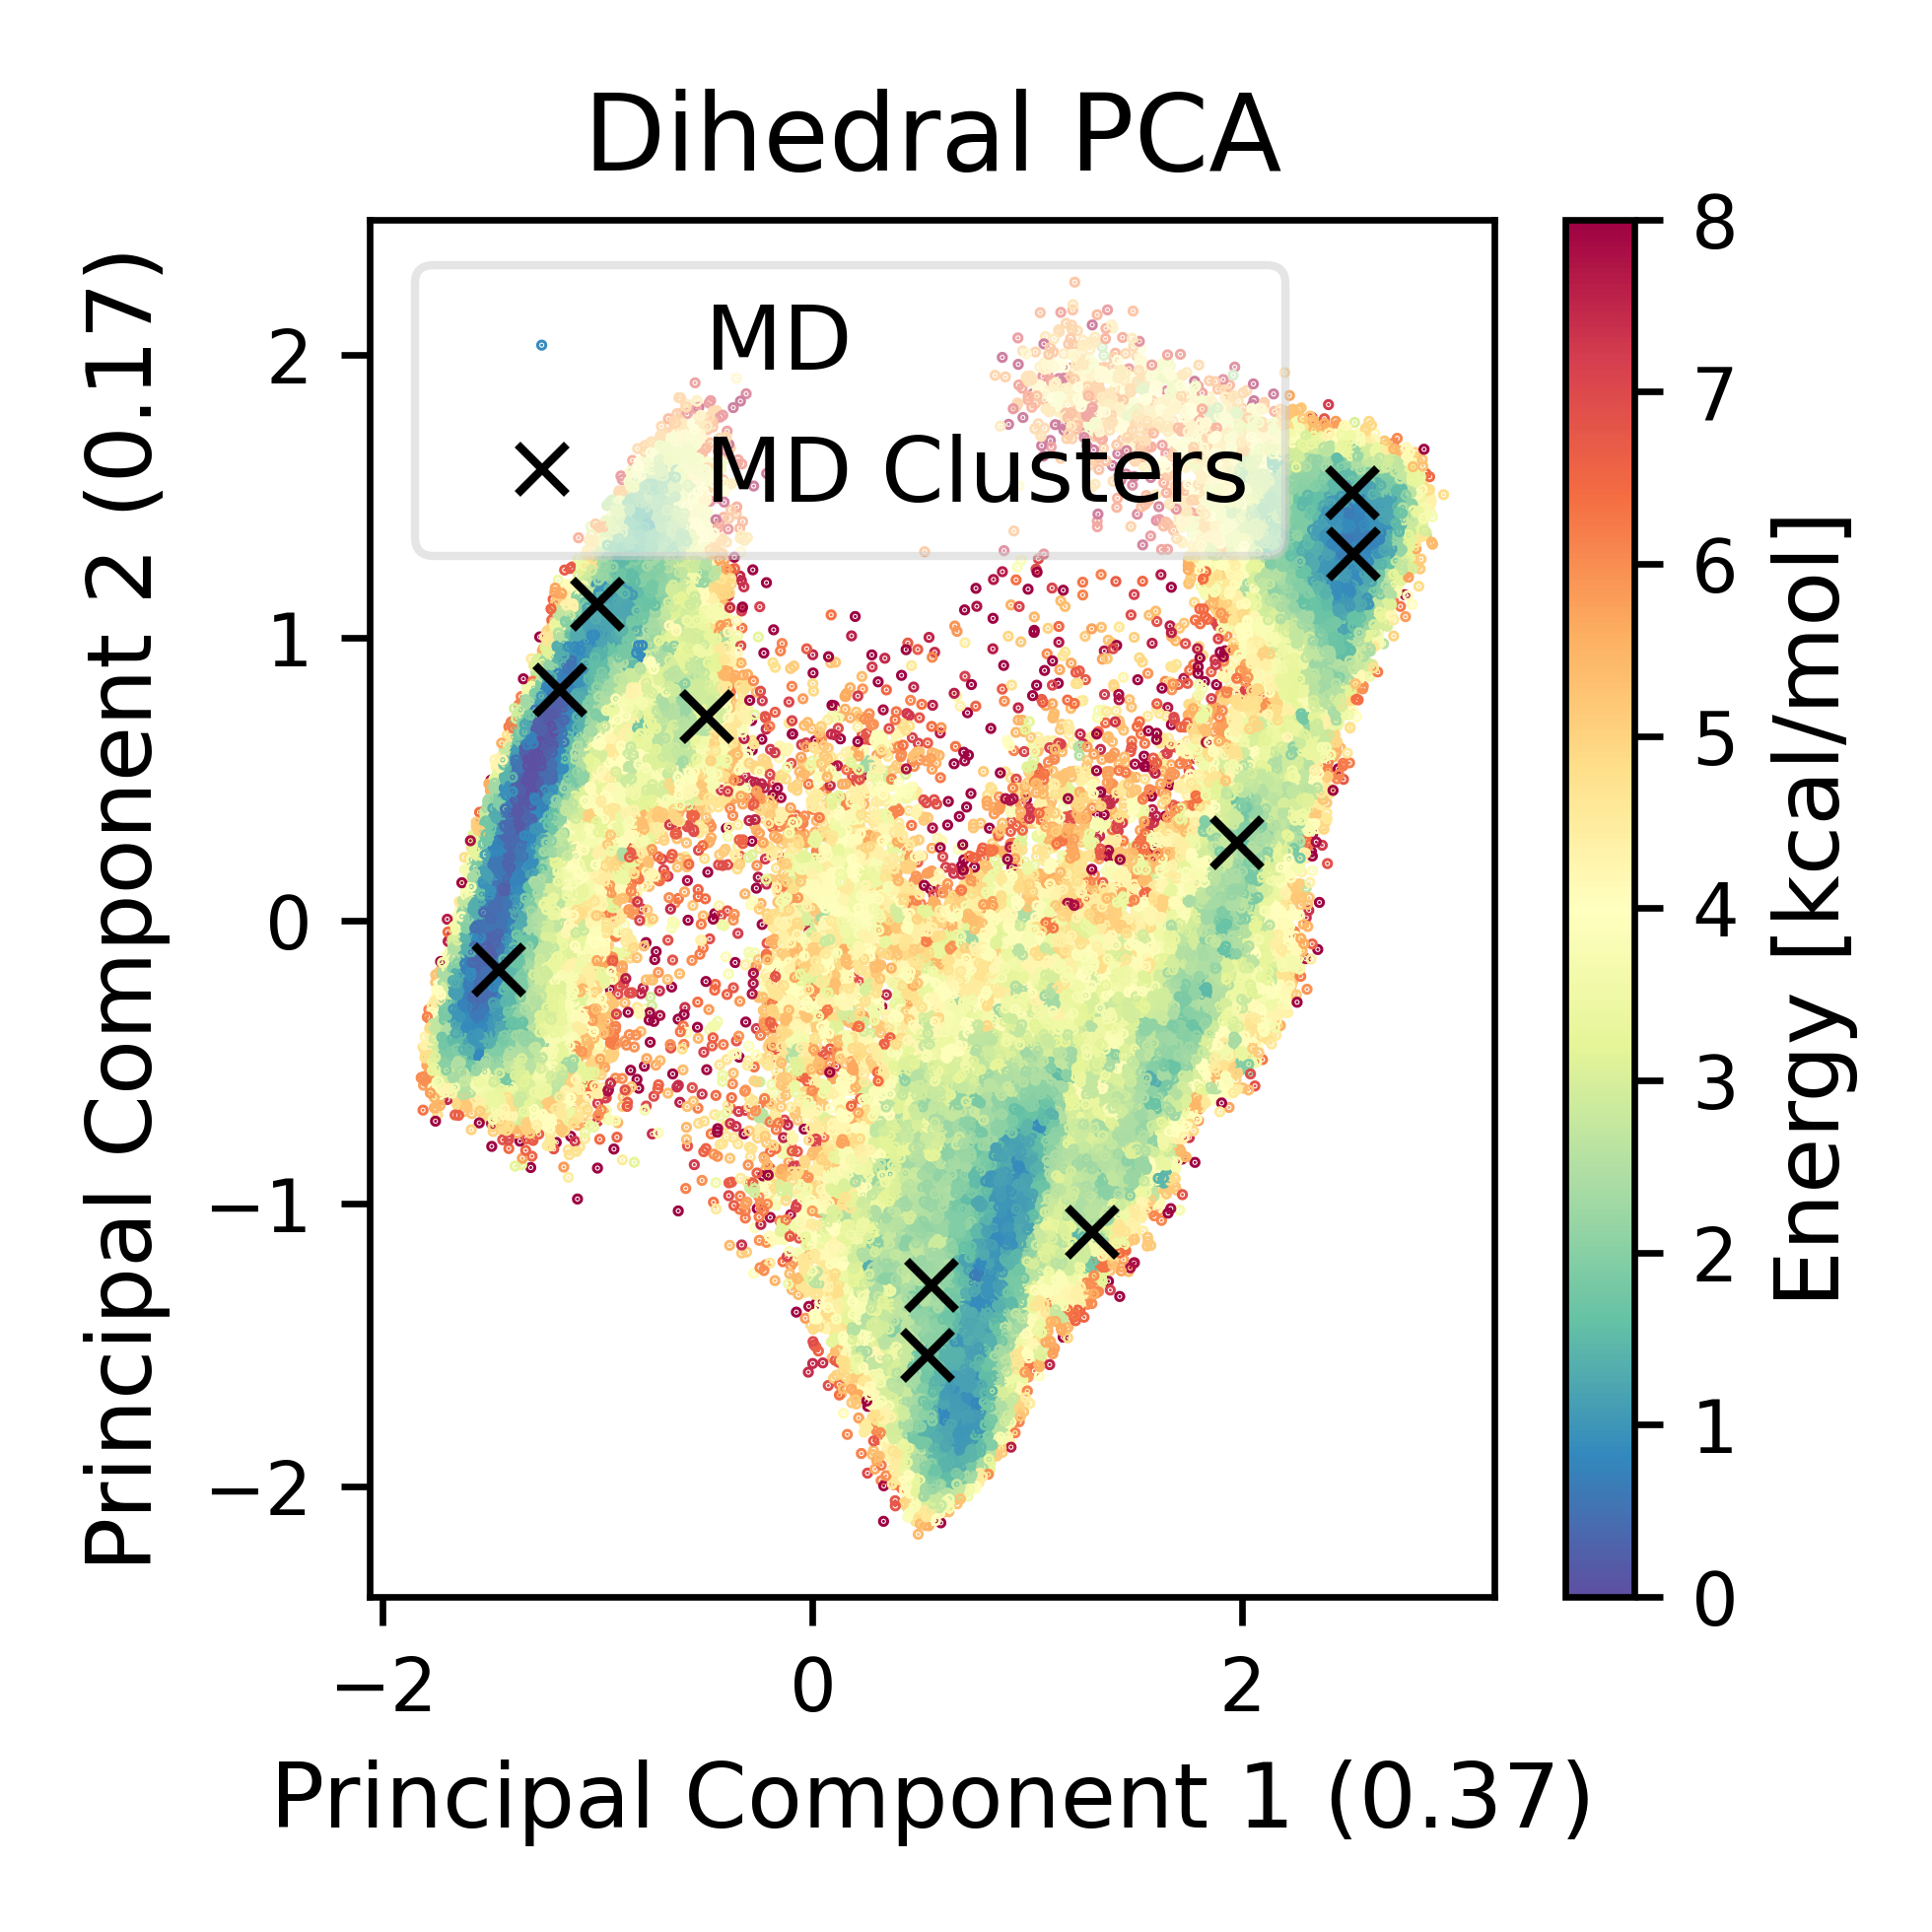 Dihedral PCA
MD
MD Clusters
Principal Component 2 (0.17)
2
1
0
−1
−2
−2
0
2
Principal Component 1 (0.37)
8
7
6
5
4
3
2
1
0
Energy [kcal/mol]